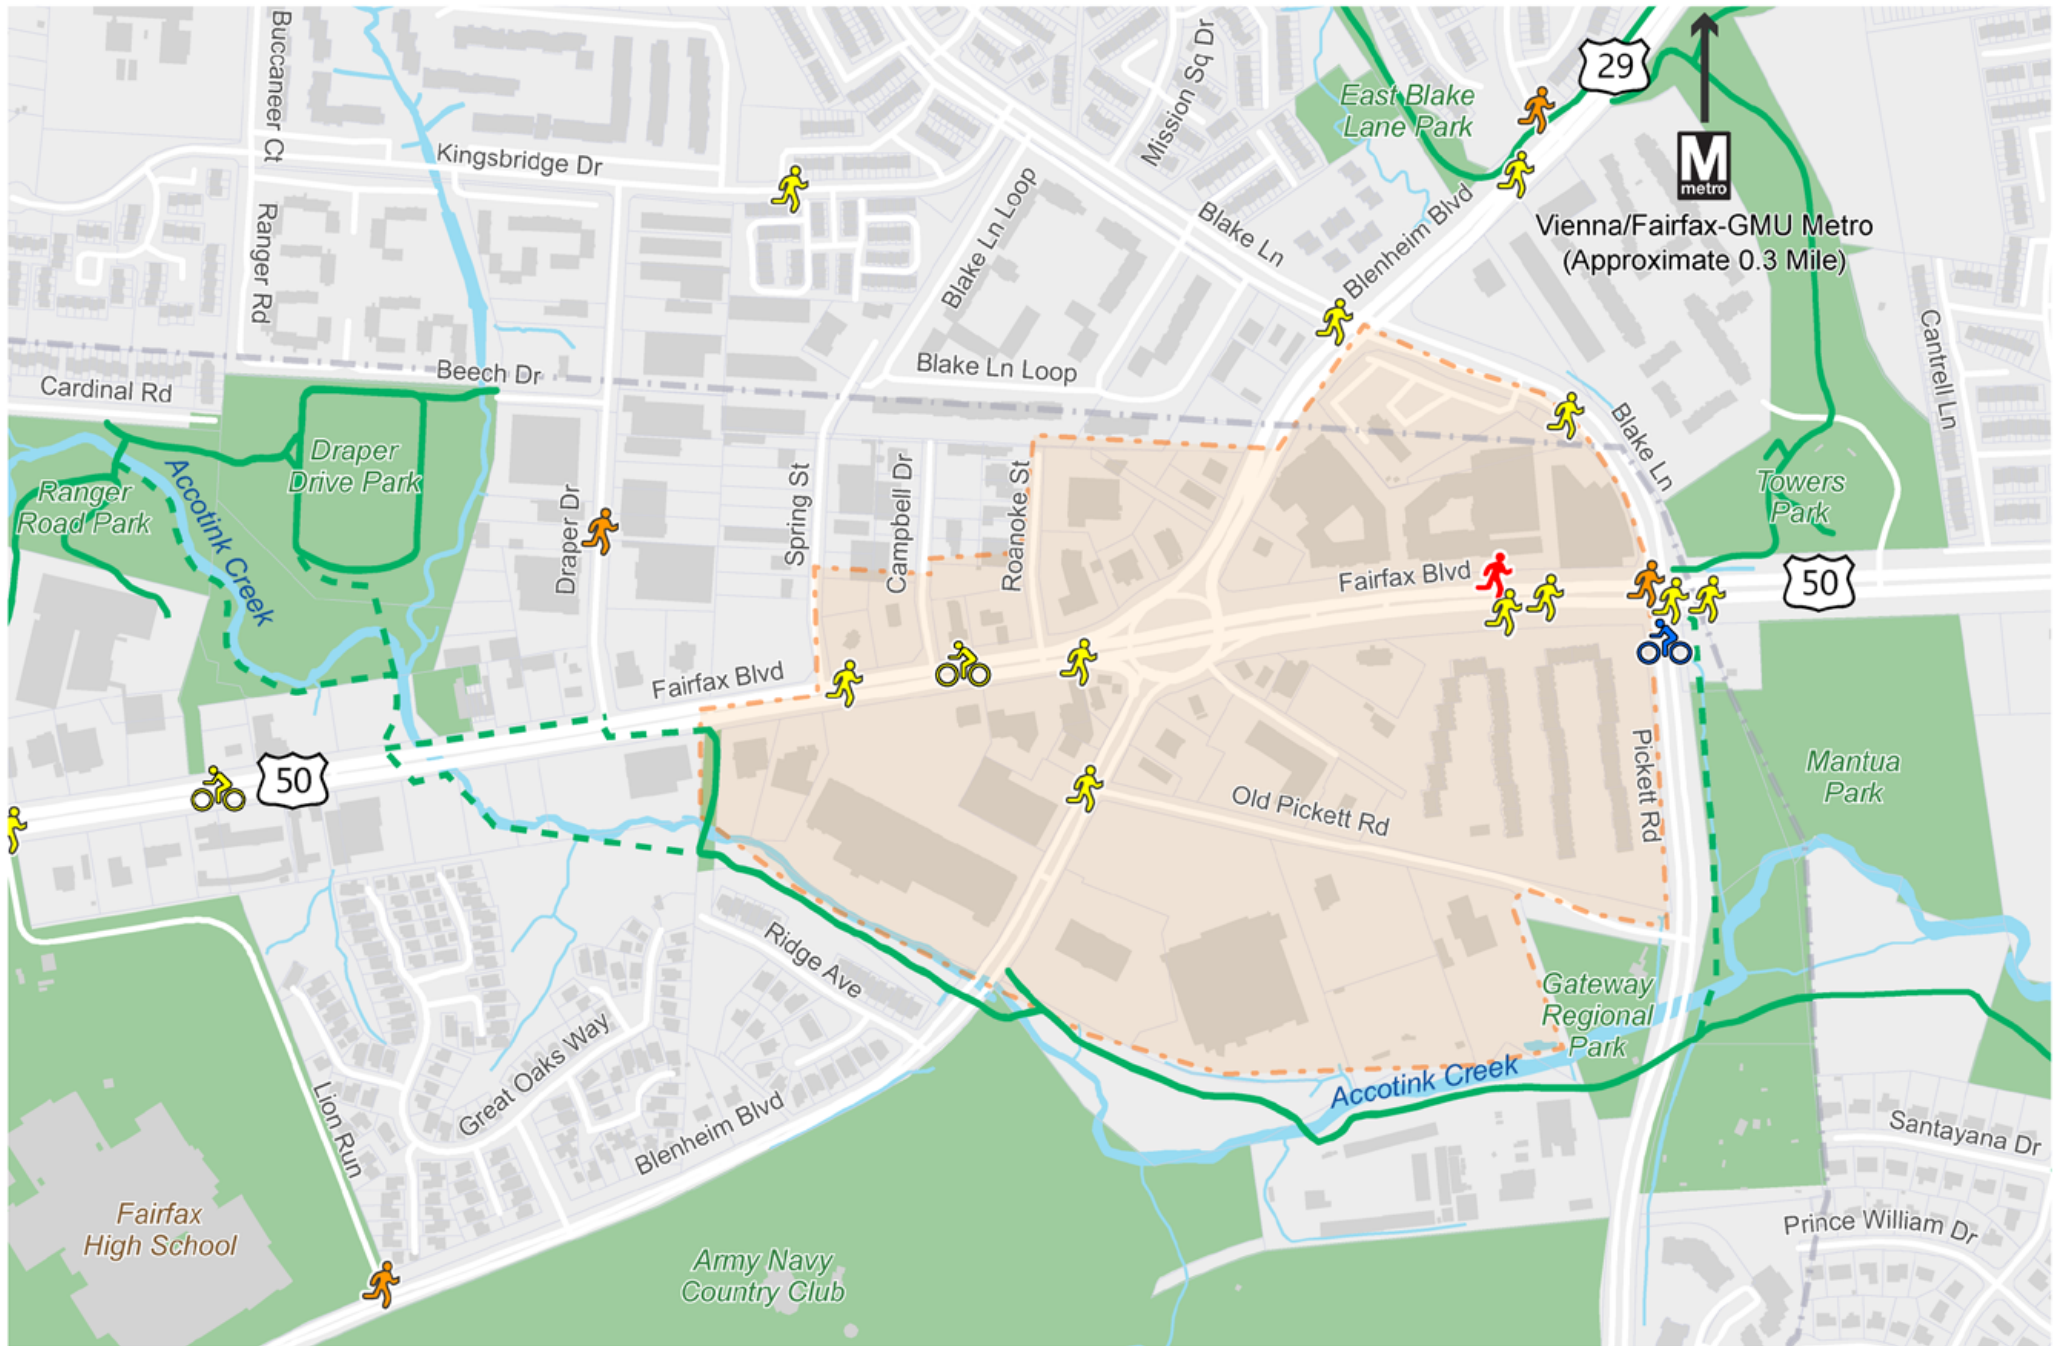 Buccaneer Ct
Mission Sq Dr
29
East Blake
Lane Park
Kingsbridge Dr
M
metro
Vienna/Fairfax-GMU Metro
(Approximate 0.3 Mile)
Ranger Rd
Blake Ln Loop
Blake Ln
Blenheim Blvd
Cantrell Ln
Beech Dr
Blake Ln Loop
Cardinal Rd
Blake Ln
Draper
Drive Park
Ranger
Road Park
Accotink Creek
Draper Dr
Spring St
Campbell Dr
Roanoke St
Towers
Park
Fairfax Blvd
50
Fairfax Blvd
50
Pickett Rd
Mantua
Park
Old Pickett Rd
Ridge Ave
Gateway
Regional
Park
Great Oaks Way
Accotink Creek
Lion Run
Blenheim Blvd
Santayana Dr
Fairfax
High School
Prince William Dr
Army Navy
Country Club